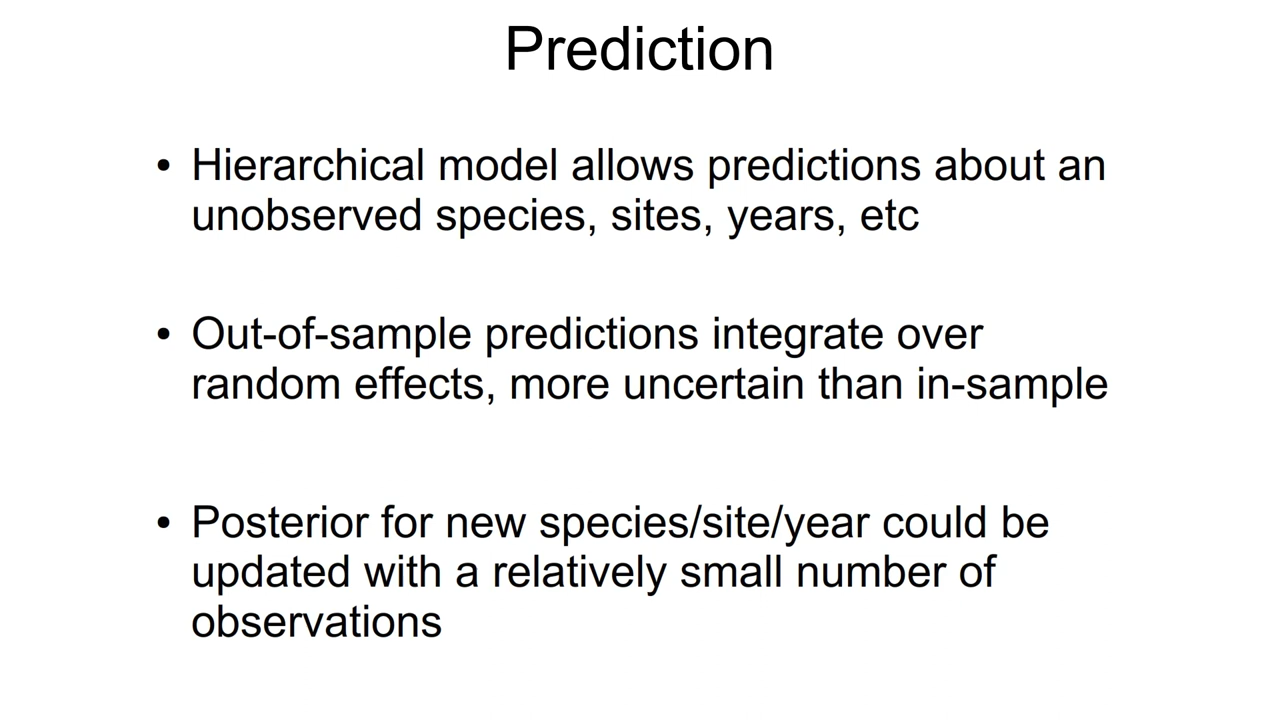 Prediction
• Hierarchical model allows predictions about an
unobserved species, sites, years, etc
• Out-of-sample predictions integrate over
random effects, more uncertain than in-sample
• Posterior for new species/site/year could be
updated with a relatively small number of
observations